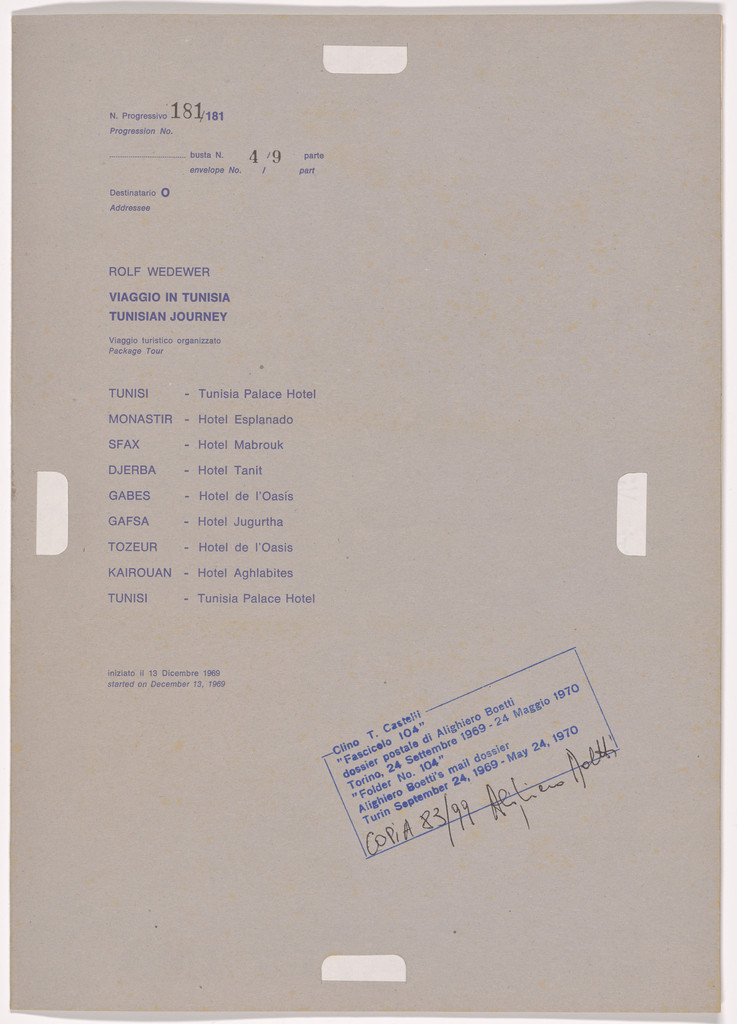 N. Progressivo 181/181
Progression No.
busta N. 4 /9 parte
envelope No. / part
Destinatario O
Addressee
ROLF WEDEWER
VIAGGIO IN TUNISIA
TUNISIAN JOURNEY
Viaggio turistico organizzato
Package Tour
TUNISI - Tunisia Palace Hotel
MONASTIR - Hotel Esplanado
SFAX - Hotel Mabrouk
DJERBA - Hotel Tanit
GABES - Hotel de l'Oasis
GAFSA - Hotel Jugurtha
TOZEUR - Hotel de l'Oasis
KAIROUAN - Hotel Aghlabites
TUNISI - Tunisia Palace Hotel
iniziato il 13 Dicembre 1969
started on December 13, 1969
Clino T. Castelli
"Fascicolo 104"
dossier postale di Alighiero Boetti
Torino, 24 Settembre 1969 - 24 Maggio 1970
"Folder No. 104"
Alighiero Boetti's mail dossier
Turin September 24, 1969 - May 24, 1970
COPIA 83/99 Alighiero Boetti